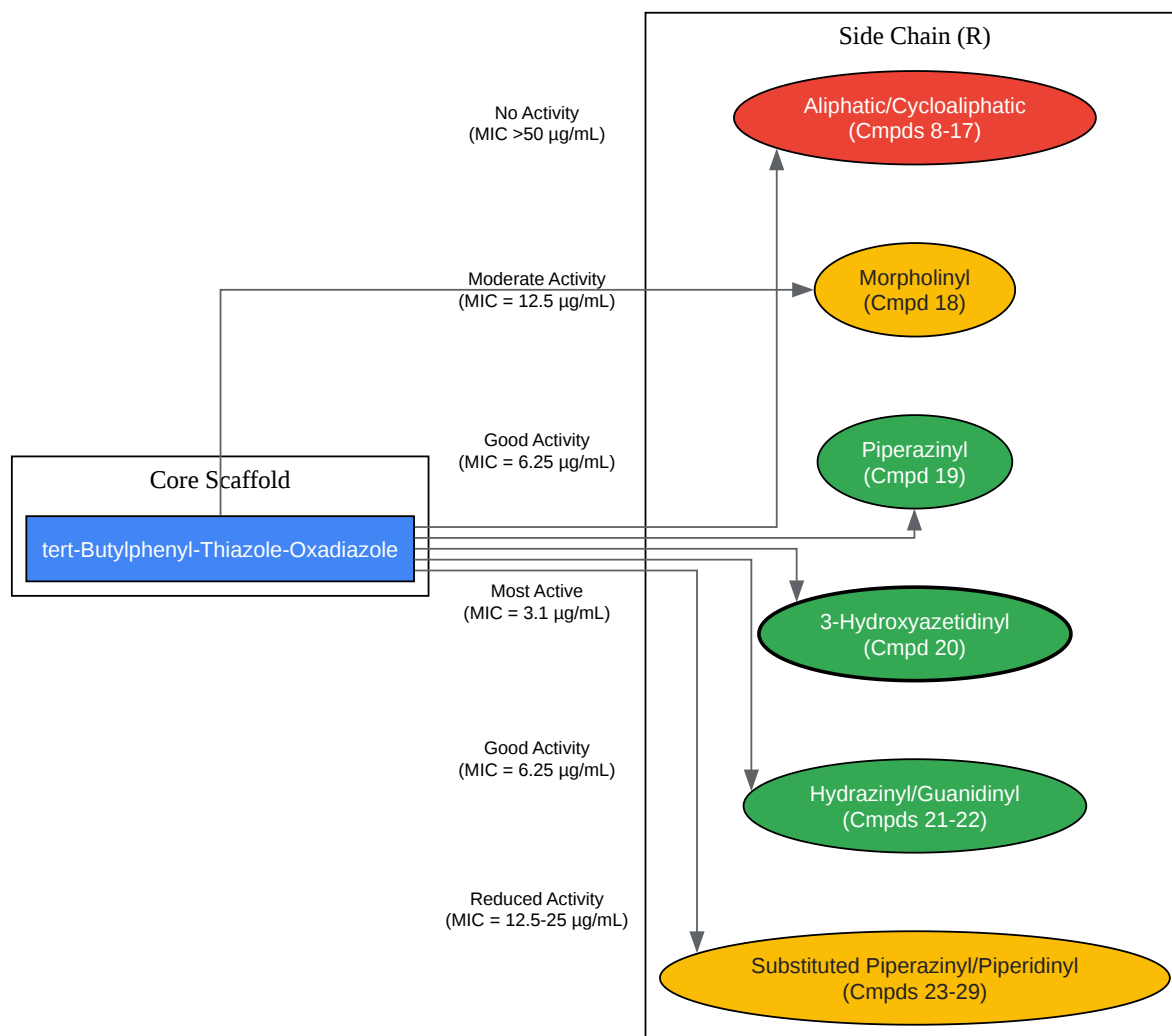 Side Chain (R)
No Activity
(MIC >50 µg/mL)
Aliphatic/Cycloaliphatic
(Cmpds 8-17)
Moderate Activity
(MIC = 12.5 µg/mL)
Morpholinyl
(Cmpd 18)
Good Activity
(MIC = 6.25 µg/mL)
Piperazinyl
(Cmpd 19)
Core Scaffold
tert-Butylphenyl-Thiazole-Oxadiazole
Most Active
(MIC = 3.1 µg/mL)
3-Hydroxyazetidinyl
(Cmpd 20)
Good Activity
(MIC = 6.25 µg/mL)
Hydrazinyl/Guanidinyl
(Cmpds 21-22)
Reduced Activity
(MIC = 12.5-25 µg/mL)
Substituted Piperazinyl/Piperidinyl
(Cmpds 23-29)